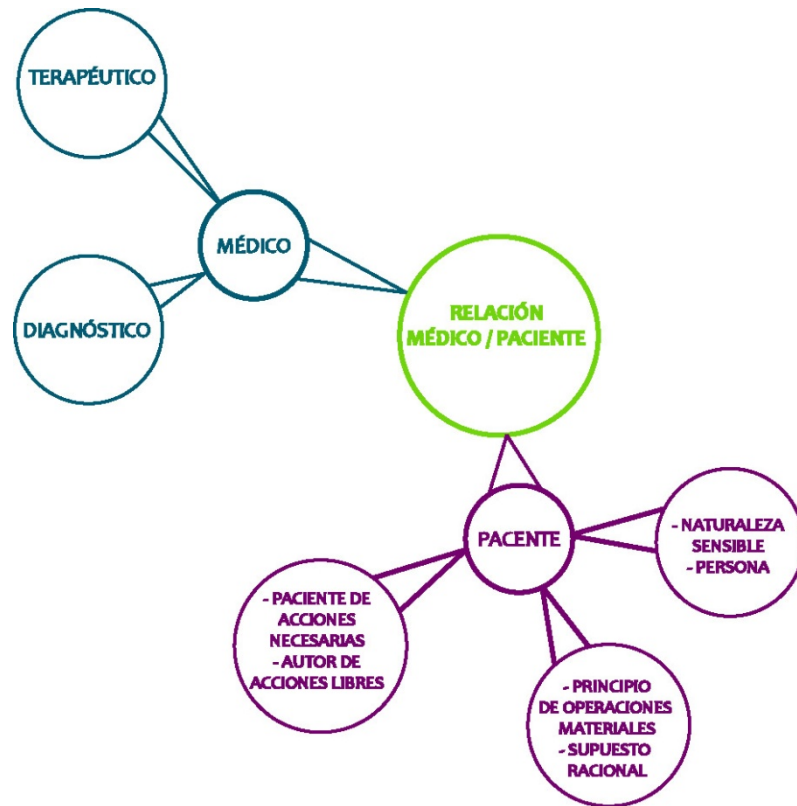 TERAPÉUTICO
MÉDICO
DIAGNÓSTICO
RELACIÓN
MÉDICO / PACIENTE
PACENTE
- NATURALEZA
SENSIBLE
- PERSONA
- PACIENTE DE
ACCIONES
NECESARIAS
- AUTOR DE
ACCIONES LIBRES
- PRINCIPIO
DE OPERACIONES
MATERIALES
- SUPUESTO
RACIONAL